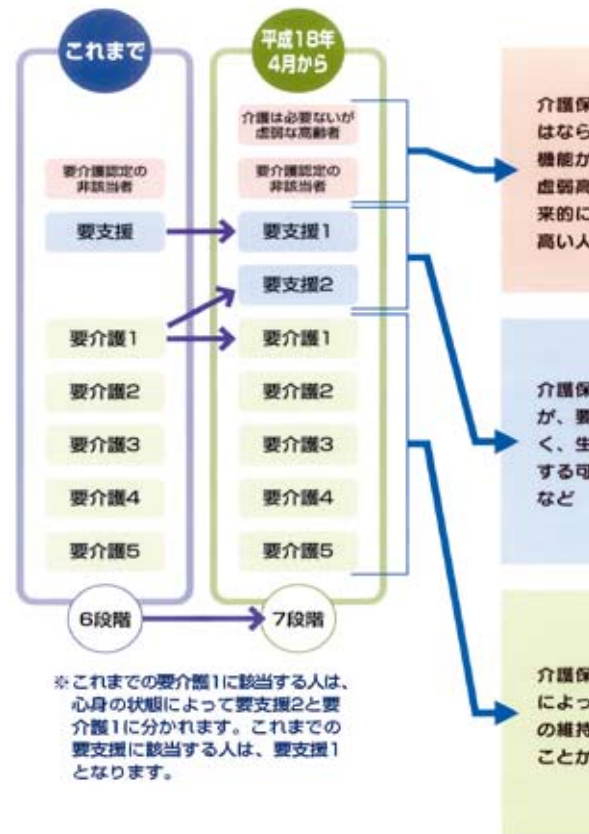 これまで
平成18年
4月から
介護は必要ないが
虚弱な高齢者
要介護認定の
非該当者
要介護認定の
非該当者
要支援
要支援1
要支援2
要介護1
要介護1
要介護2
要介護2
要介護3
要介護3
要介護4
要介護4
要介護5
要介護5
6段階
7段階
※これまでの要介護1に該当する人は、
心身の状態によって要支援2と要
介護1に分かれます。これまでの
要支援に該当する人は、要支援1
となります。
介護保
はなら
機能が
虚弱高
来的に
高い人
介護保
が、要
く、生
する可
など
介護保
によっ
の維持
ことが